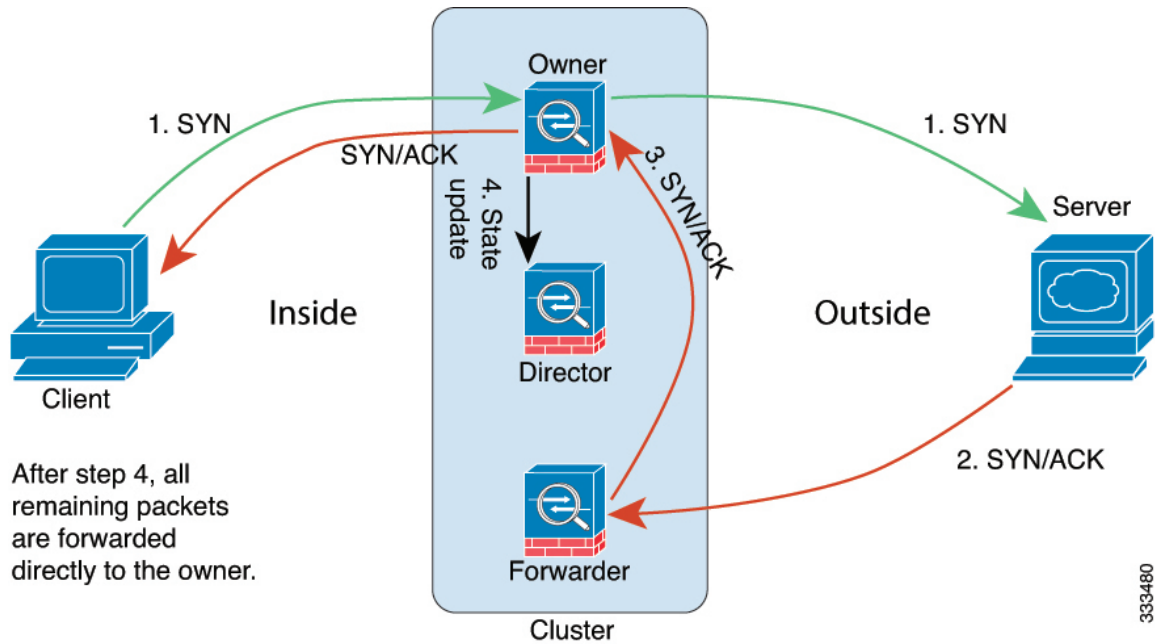 Owner
1. SYN
1. SYN
SYN/ACK
3. SYN/ACK
4. State
update
Server
Inside
Outside
Director
Client
2. SYN/ACK
After step 4, all
remaining packets
are forwarded
directly to the owner.
Forwarder
Cluster
333480